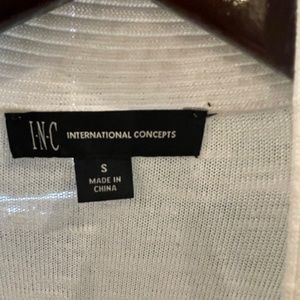 I·N·C INTERNATIONAL CONCEPTS
S
MADE IN
CHINA